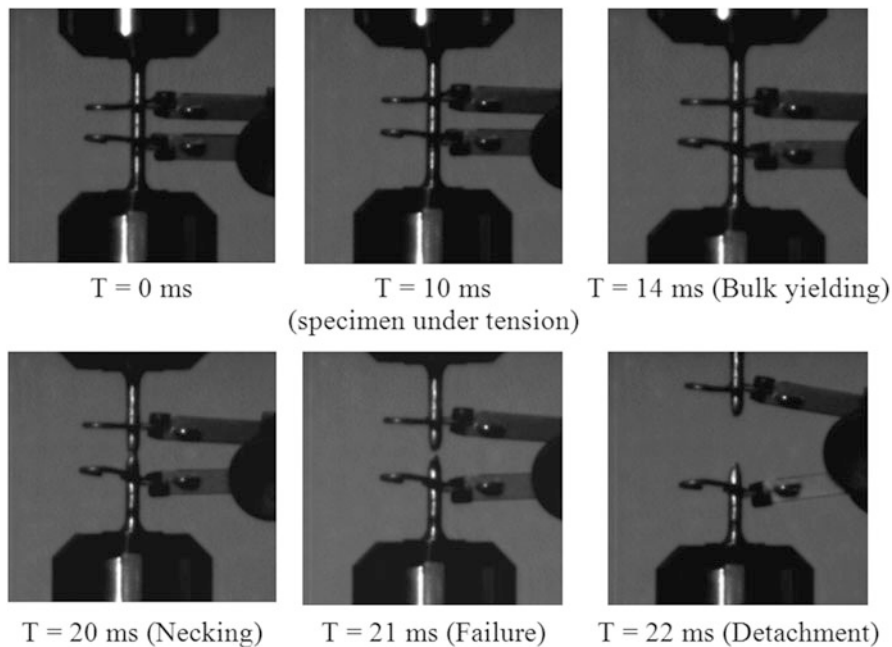 T = 0 ms
T = 10 ms
(specimen under tension)
T = 14 ms (Bulk yielding)
T = 20 ms (Necking)
T = 21 ms (Failure)
T = 22 ms (Detachment)